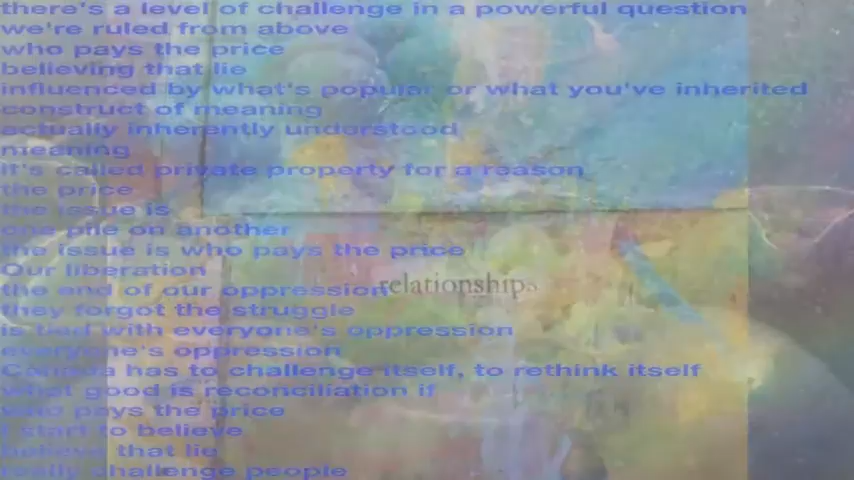 there's a level of challenge in a powerful question
we're ruled from above
who pays the price
believing that lie
influenced by what's popular or what you've inherited
construct of meaning
actually inherently understood
meaning
it's called private property for a reason
the price
the issue is
one pile on another
the issue is who pays the price
Our liberation
the end of our oppression
relationships
they forgot the struggle
is tied with everyone's oppression
everyone's oppression
Canada has to challenge itself, to rethink itself
what good is reconciliation if
who pays the price
I start to believe
believe that lie
really challenge people